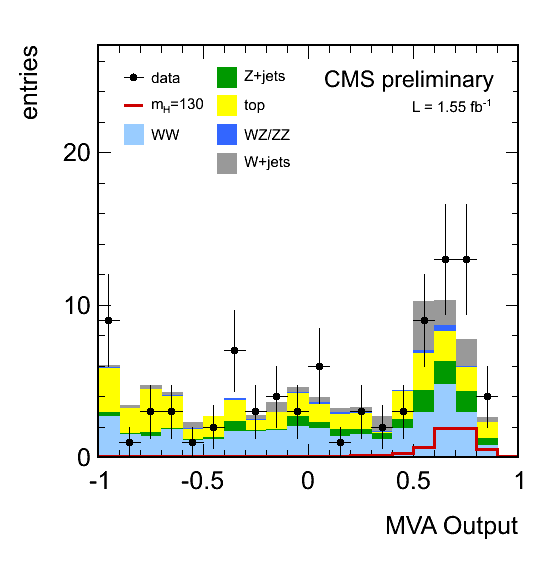 entries
CMS preliminary
L = 1.55 fb⁻¹
data
m_H=130
WW
Z+jets
top
WZ/ZZ
W+jets
20
10
0
-1
-0.5
0
0.5
1
MVA Output